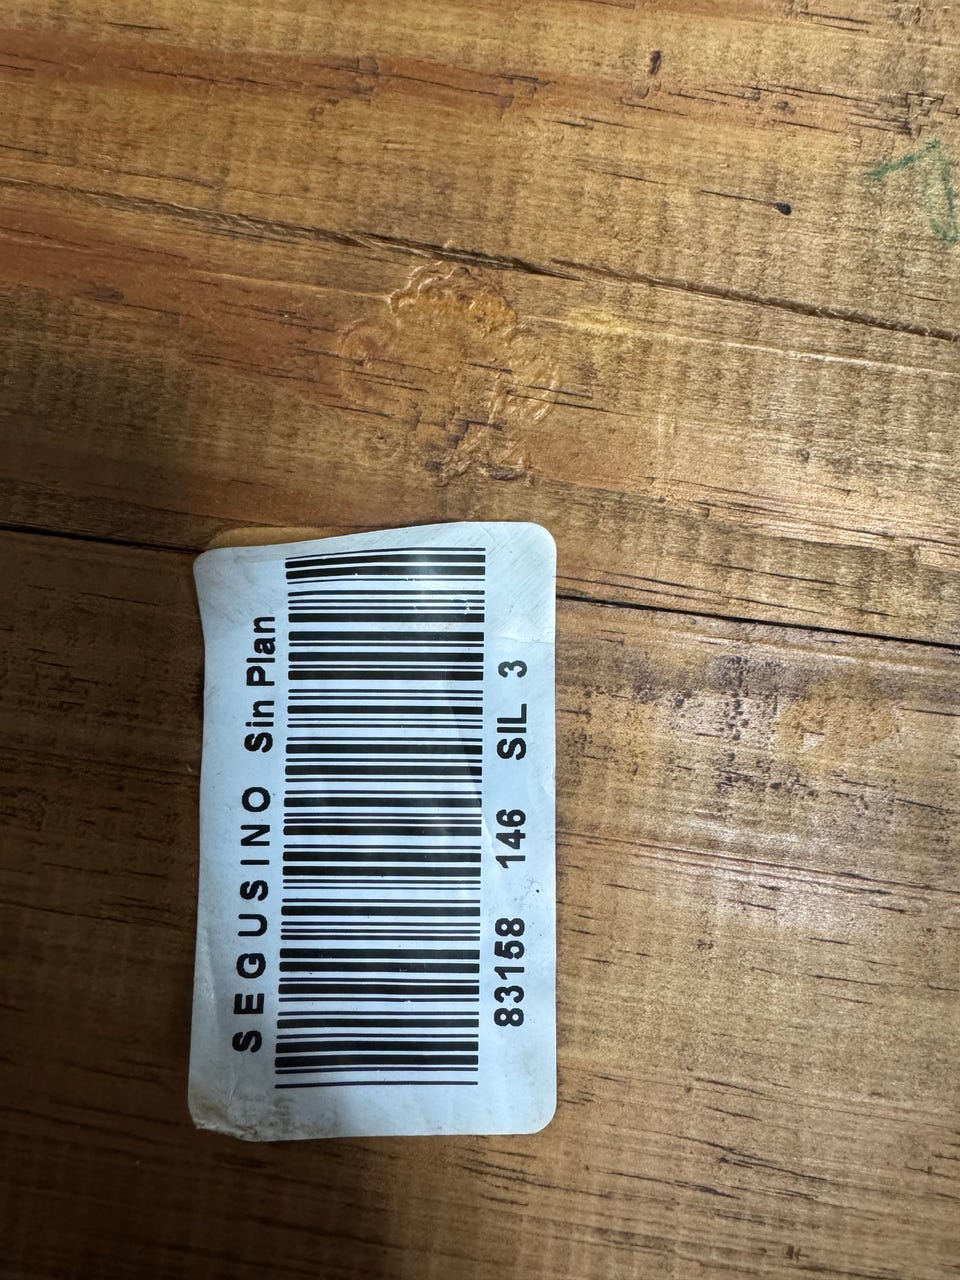 SEGUSINO Sin Plan
83158 146 SIL 3